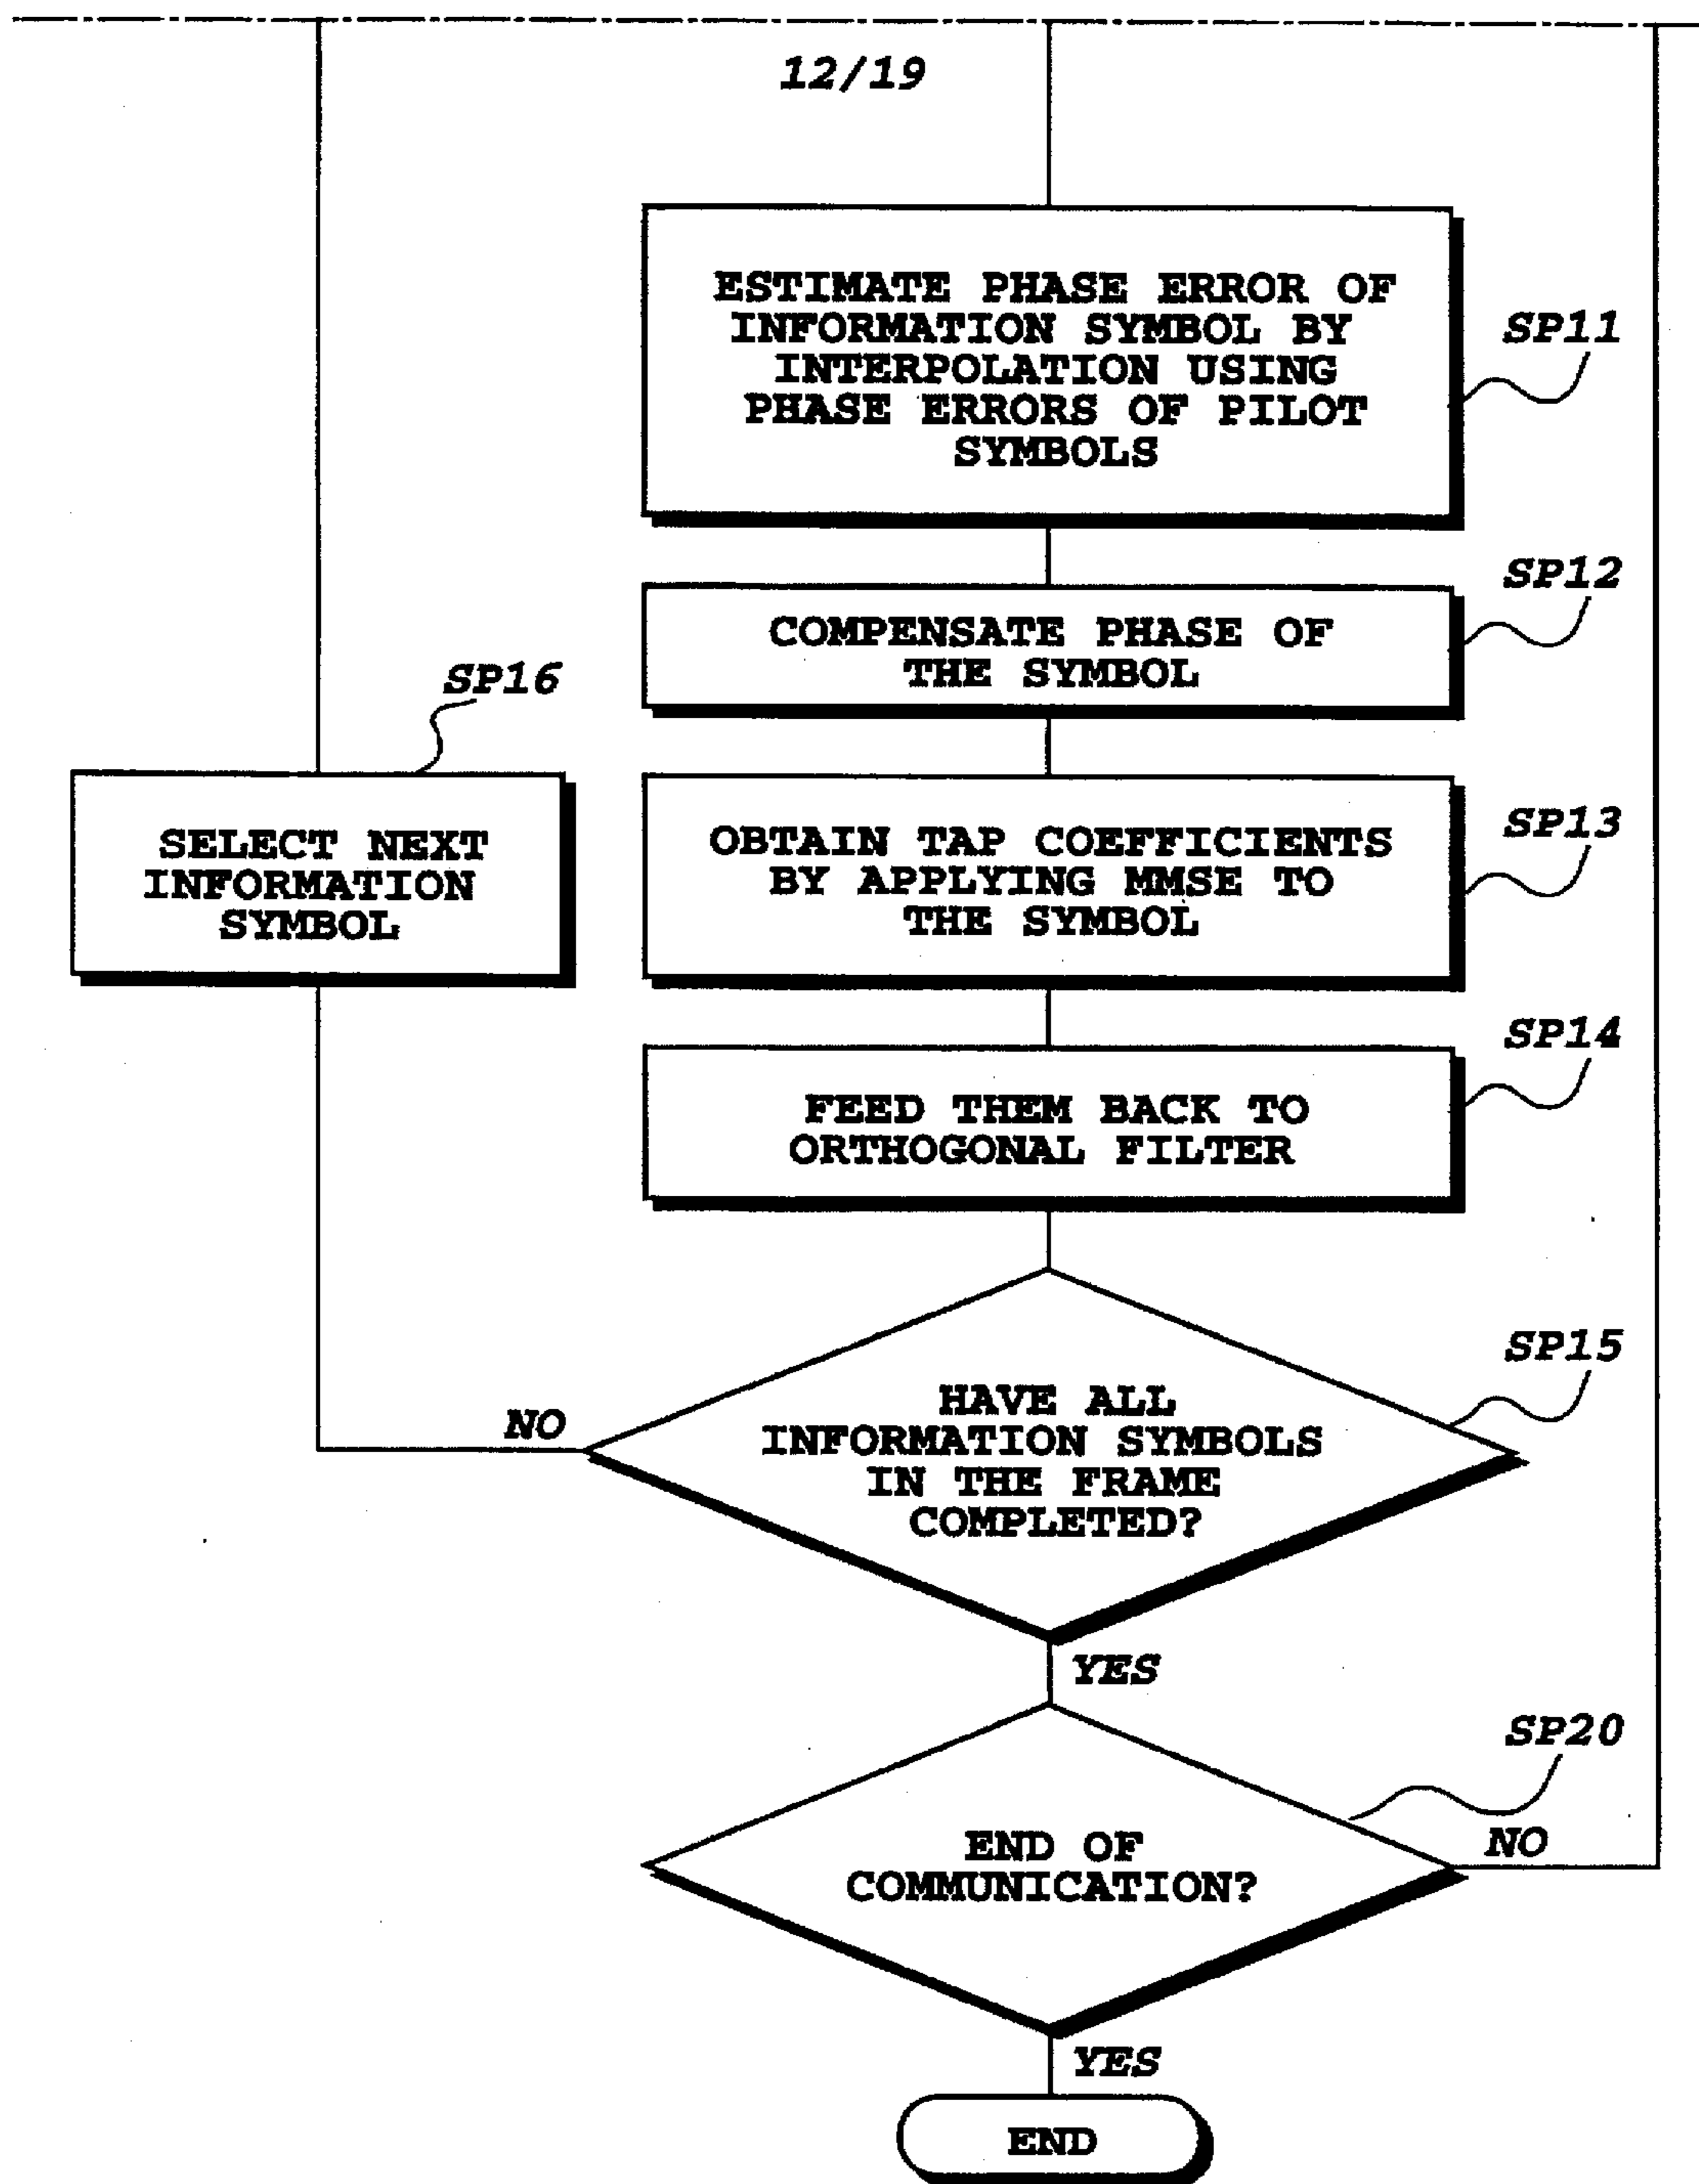 12/19
ESTIMATE PHASE ERROR OF
INFORMATION SYMBOL BY
INTERPOLATION USING
PHASE ERRORS OF PILOT
SYMBOLS
SP11
COMPENSATE PHASE OF
THE SYMBOL
SP12
SP16
SELECT NEXT
INFORMATION
SYMBOL
OBTAIN TAP COEFFICIENTS
BY APPLYING MMSE TO
THE SYMBOL
SP13
FEED THEM BACK TO
ORTHOGONAL FILTER
SP14
HAVE ALL
INFORMATION SYMBOLS
IN THE FRAME
COMPLETED?
SP15
NO
YES
END OF
COMMUNICATION?
SP20
NO
YES
END